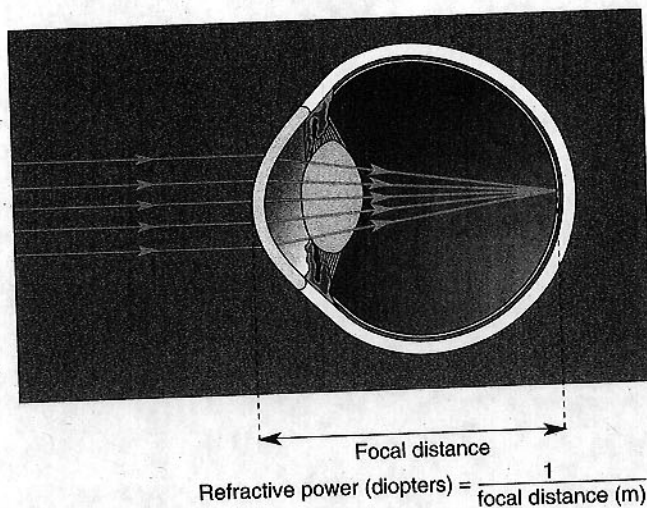 Focal distance
Refractive power (diopters) = 1 / focal distance (m)